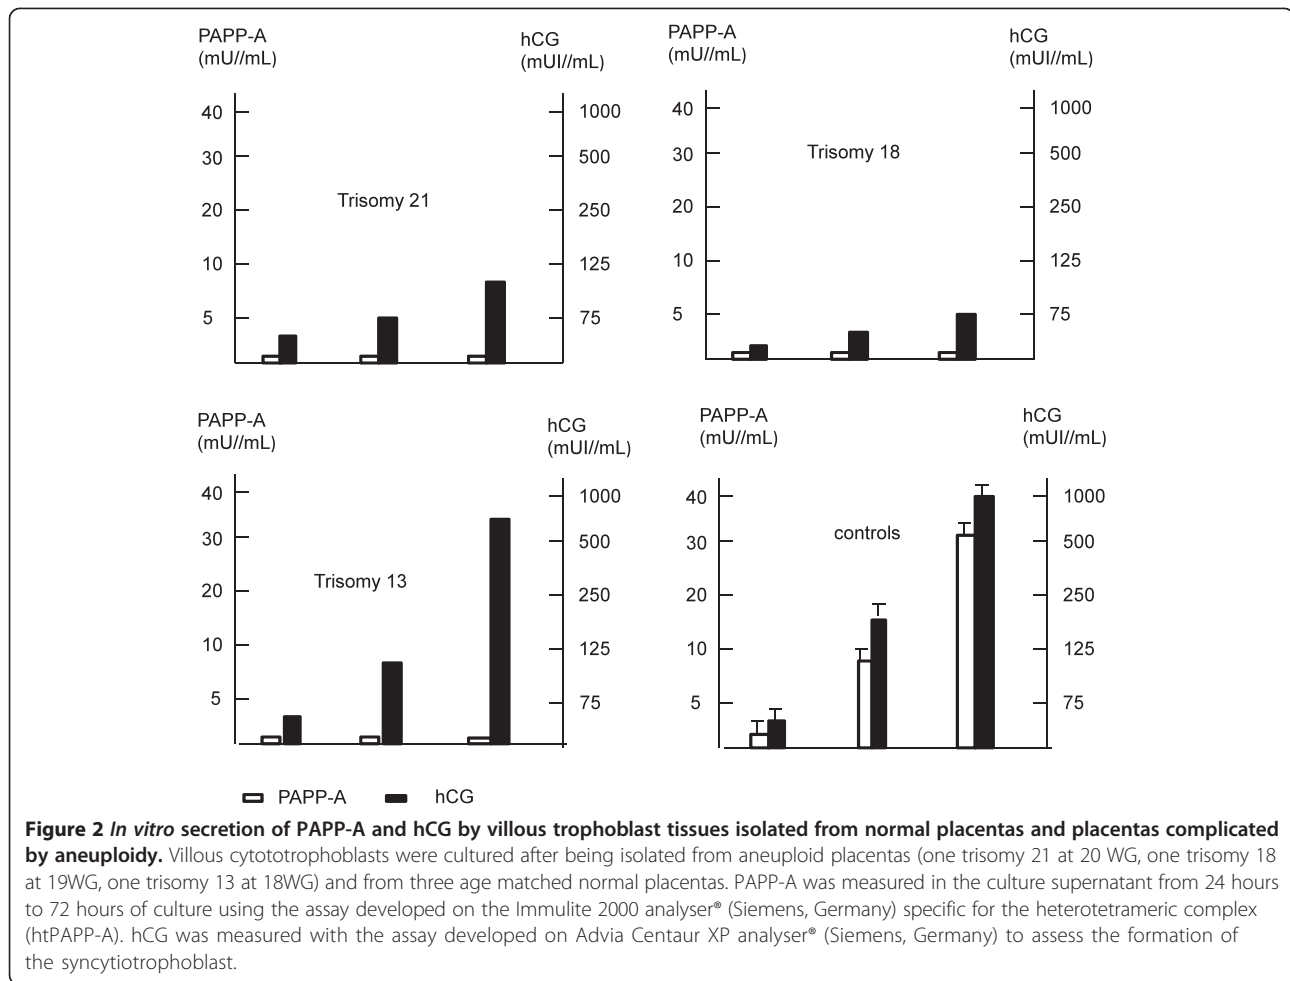 PAPP-A
(mU//mL)
hCG
(mUI//mL)
40
30
20
10
5
Trisomy 21
1000
500
250
125
75
PAPP-A
(mU//mL)
hCG
(mUI//mL)
40
30
20
10
5
Trisomy 18
1000
500
250
125
75
PAPP-A
(mU//mL)
hCG
(mUI//mL)
40
30
20
10
5
Trisomy 13
1000
500
250
125
75
PAPP-A
(mU//mL)
hCG
(mUI//mL)
40
30
20
10
5
controls
1000
500
250
125
75
PAPP-A hCG
Figure 2 In vitro secretion of PAPP-A and hCG by villous trophoblast tissues isolated from normal placentas and placentas complicated
by aneuploidy. Villous cytototrophoblasts were cultured after being isolated from aneuploid placentas (one trisomy 21 at 20 WG, one trisomy 18
at 19WG, one trisomy 13 at 18WG) and from three age matched normal placentas. PAPP-A was measured in the culture supernatant from 24 hours
to 72 hours of culture using the assay developed on the Immulite 2000 analyser® (Siemens, Germany) specific for the heterotetrameric complex
(htPAPP-A). hCG was measured with the assay developed on Advia Centaur XP analyser® (Siemens, Germany) to assess the formation of
the syncytiotrophoblast.